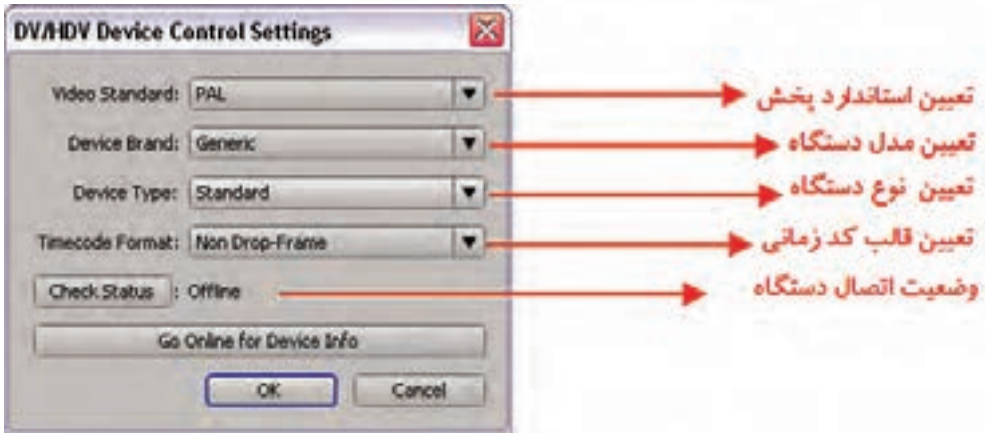 DV/HDV Device Control Settings
Video Standard: PAL
تعیین استاندارد پخش
Device Brand: Generic
تعیین مدل دستگاه
Device Type: Standard
تعیین نوع دستگاه
Timecode Format: Non Drop-Frame
تعیین قالب کد زمانی
Check Status : Offline
وضعیت اتصال دستگاه
Go Online for Device Info
OK Cancel